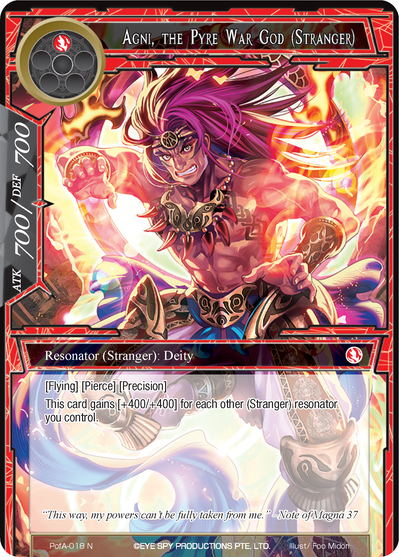 Agni, the Pyre War God (Stranger)
ATK 700 / DEF 700
Resonator (Stranger): Deity
[Flying] [Pierce] [Precision]
This card gains [+400/+400] for each other (Stranger) resonator
you control.
"This way, my powers can't be fully taken from me." - Note of Magna 37
PofA-018 N ©EYE SPY PRODUCTIONS PTE. LTD. Illust/ Foo Midori